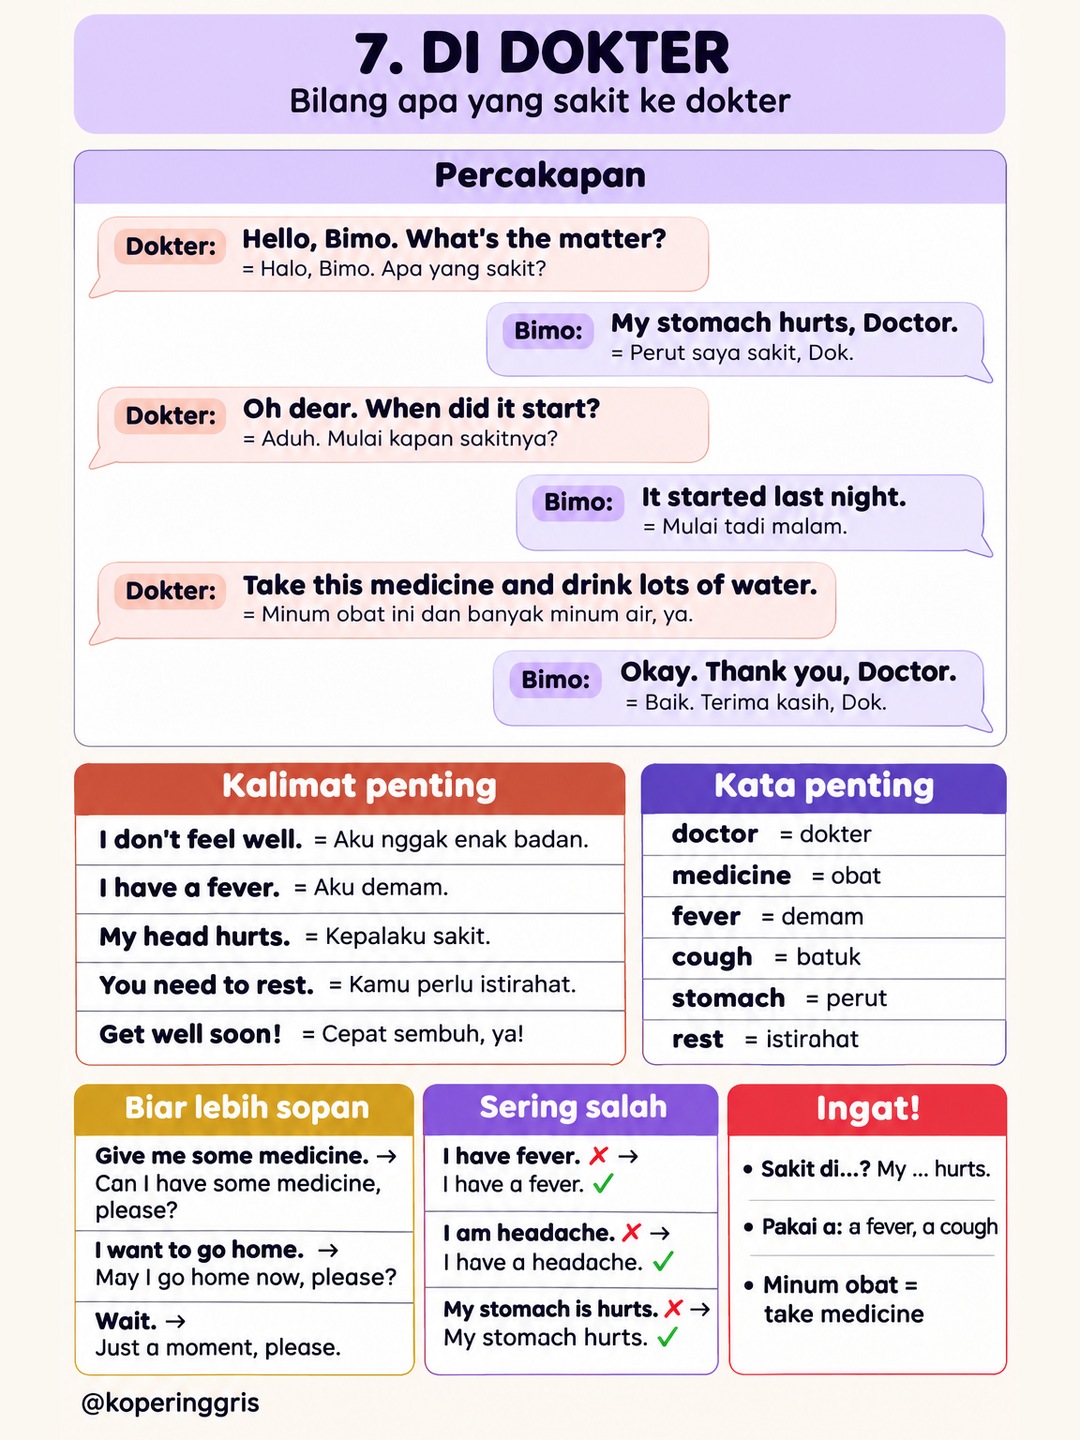 7. DI DOKTER
Bilang apa yang sakit ke dokter
Percakapan
Dokter: Hello, Bimo. What's the matter?
= Halo, Bimo. Apa yang sakit?
Bimo: My stomach hurts, Doctor.
= Perut saya sakit, Dok.
Dokter: Oh dear. When did it start?
= Aduh. Mulai kapan sakitnya?
Bimo: It started last night.
= Mulai tadi malam.
Dokter: Take this medicine and drink lots of water.
= Minum obat ini dan banyak minum air, ya.
Bimo: Okay. Thank you, Doctor.
= Baik. Terima kasih, Dok.
Kalimat penting
I don't feel well. = Aku nggak enak badan.
I have a fever. = Aku demam.
My head hurts. = Kepalaku sakit.
You need to rest. = Kamu perlu istirahat.
Get well soon! = Cepat sembuh, ya!
Kata penting
doctor = dokter
medicine = obat
fever = demam
cough = batuk
stomach = perut
rest = istirahat
Biar lebih sopan
Give me some medicine. →
Can I have some medicine,
please?
I want to go home. →
May I go home now, please?
Wait. →
Just a moment, please.
Sering salah
I have fever. ✗ →
I have a fever. ✓
I am headache. ✗ →
I have a headache. ✓
My stomach is hurts. ✗ →
My stomach hurts. ✓
Ingat!
• Sakit di...? My ... hurts.
• Pakai a: a fever, a cough
• Minum obat =
take medicine
@koperinggris